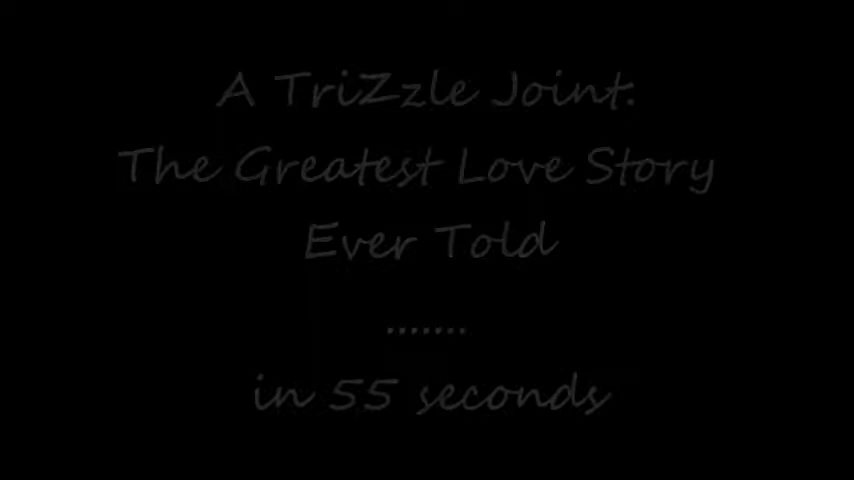 A TriZzle Joint:
The Greatest Love Story
Ever Told
.......
in 55 seconds